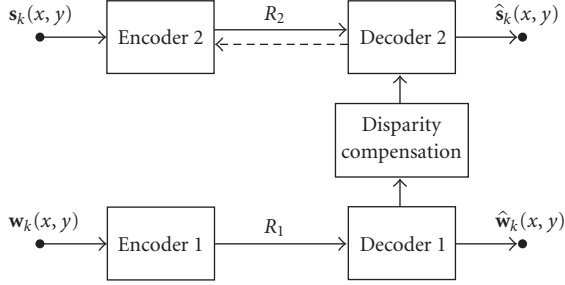 s_k(x, y)
R_2
ŝ_k(x, y)
Encoder 2
Decoder 2
Disparity
compensation
w_k(x, y)
R_1
ŵ_k(x, y)
Encoder 1
Decoder 1